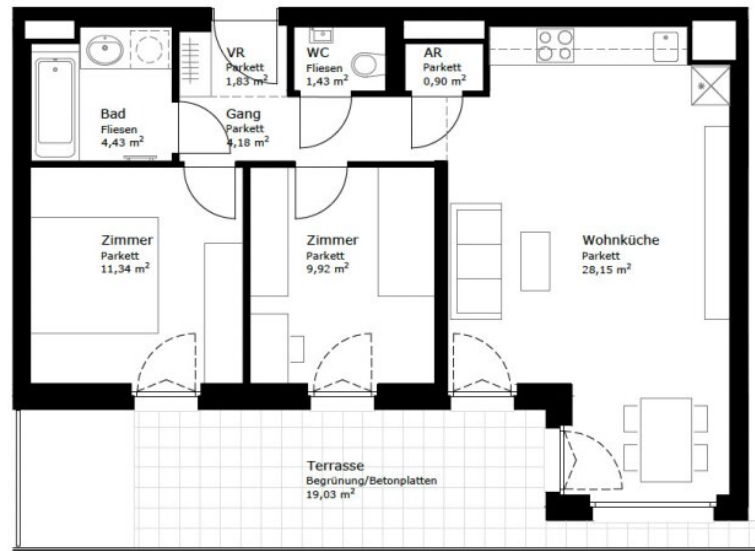 VR
Parkett
1,83 m²
WC
Fliesen
1,43 m²
AR
Parkett
0,90 m²
Bad
Fliesen
4,43 m²
Gang
Parkett
4,18 m²
Zimmer
Parkett
11,34 m²
Zimmer
Parkett
9,92 m²
Wohnküche
Parkett
28,15 m²
Terrasse
Begrünung/Betonplatten
19,03 m²